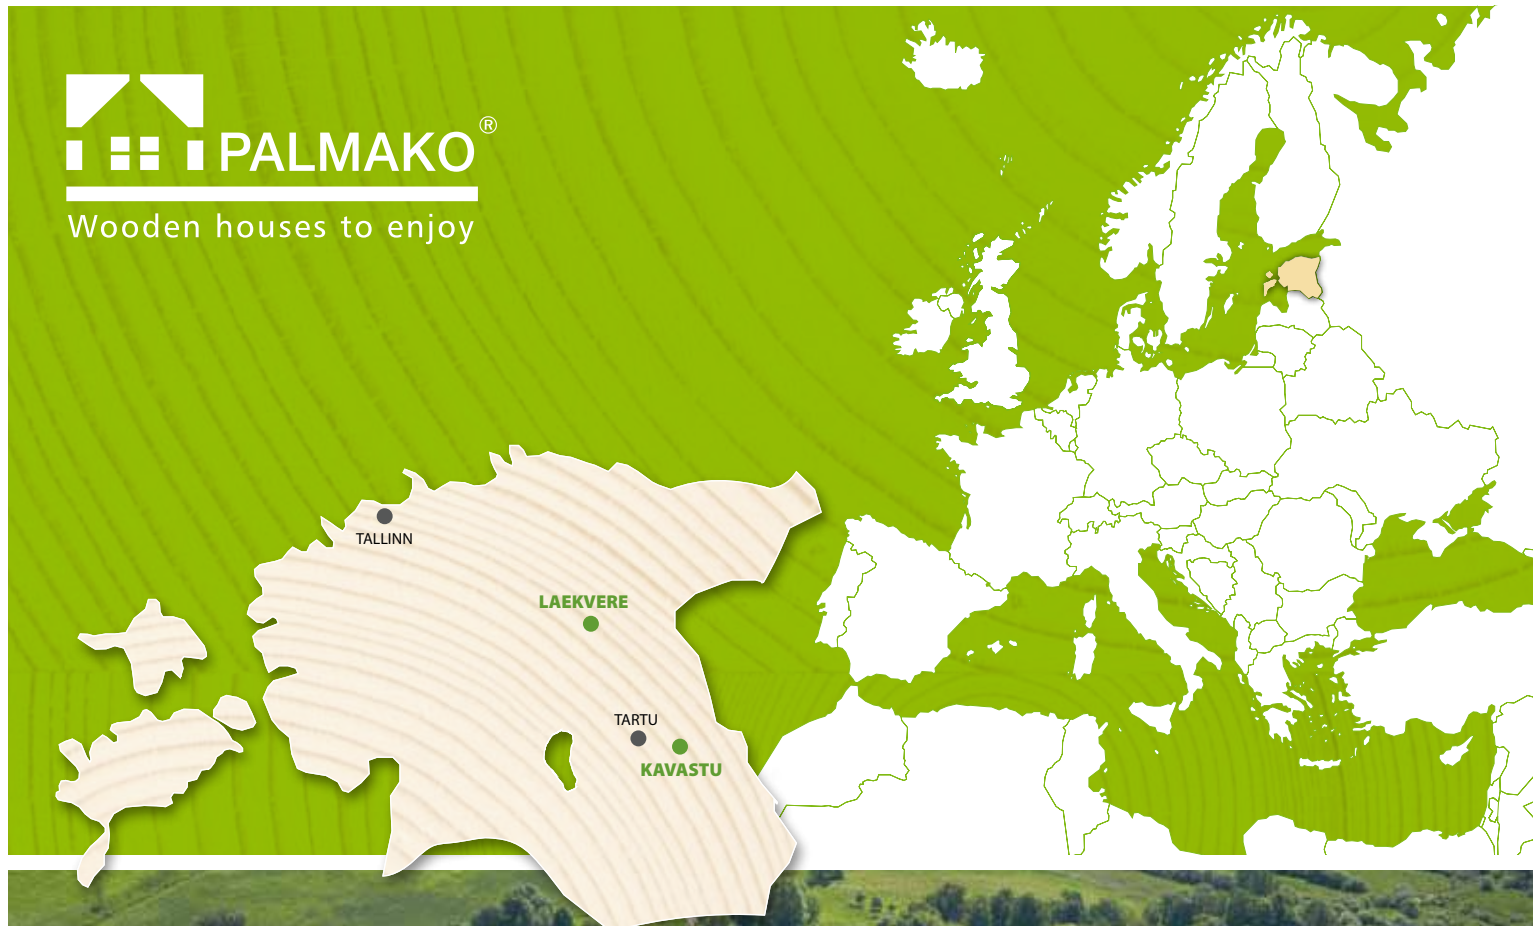 PALMAKO®
Wooden houses to enjoy
TALLINN
LAEKVERE
TARTU
KAVASTU